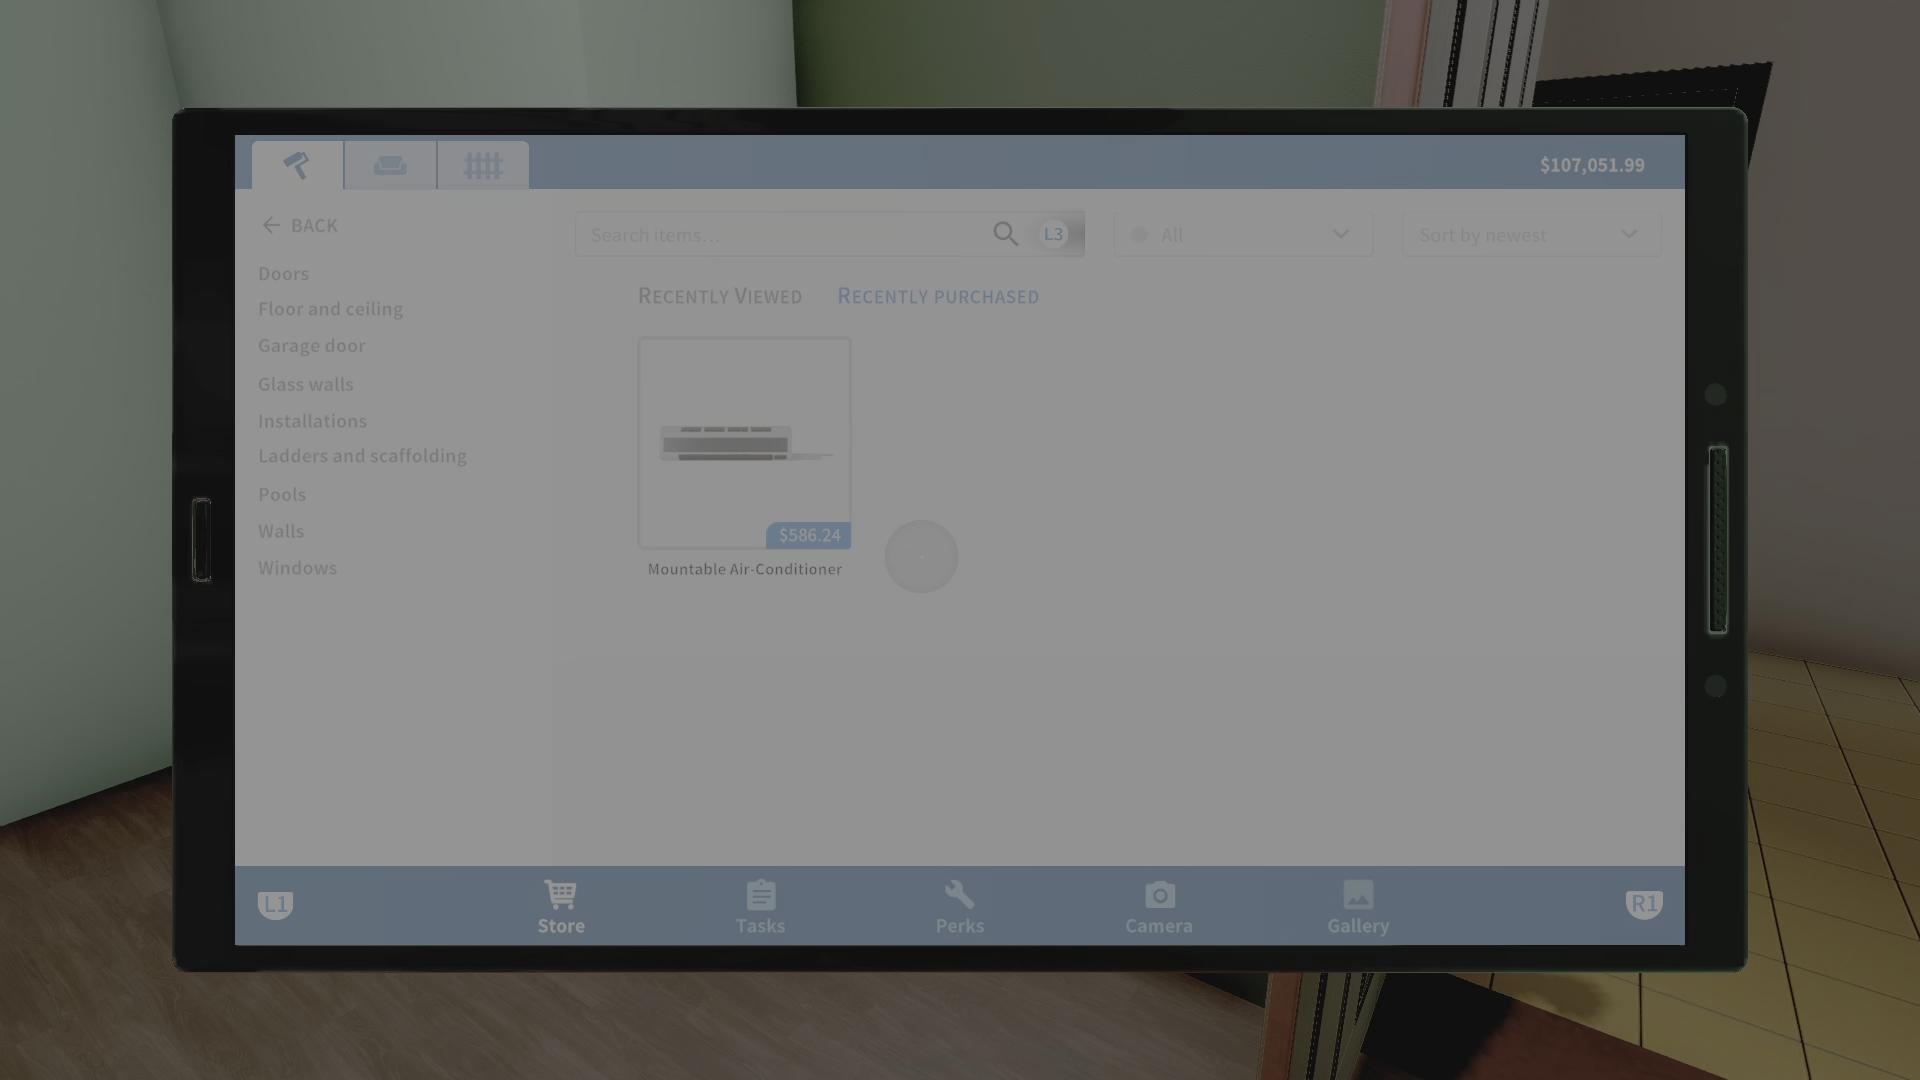 $107,051.99
BACK
Search items...
L3
All
Sort by newest
Doors
Floor and ceiling
Garage door
Glass walls
Installations
Ladders and scaffolding
Pools
Walls
Windows
RECENTLY VIEWED
RECENTLY PURCHASED
$586.24
Mountable Air-Conditioner
L1
Store
Tasks
Perks
Camera
Gallery
R1